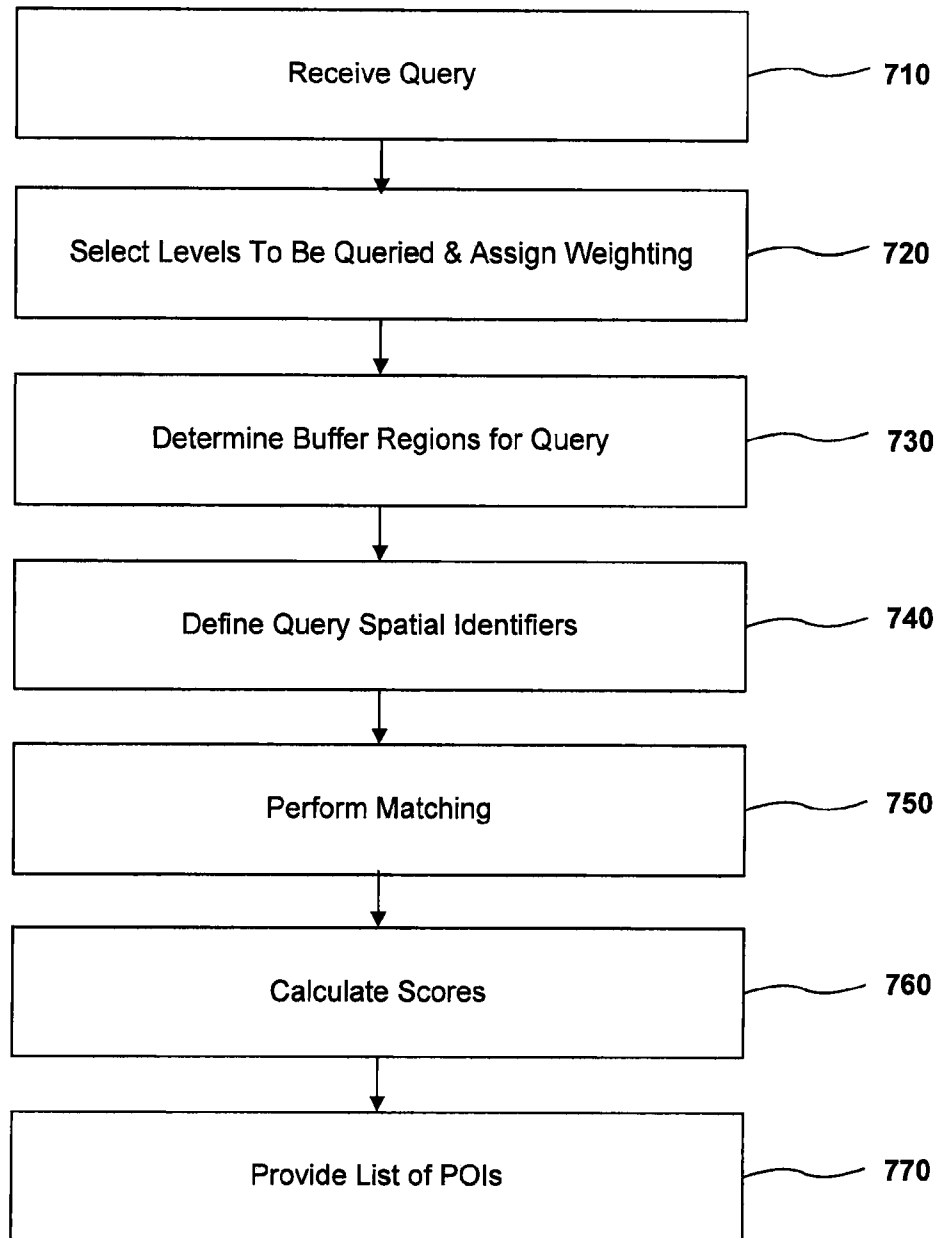 Receive Query 710
Select Levels To Be Queried & Assign Weighting 720
Determine Buffer Regions for Query 730
Define Query Spatial Identifiers 740
Perform Matching 750
Calculate Scores 760
Provide List of POIs 770